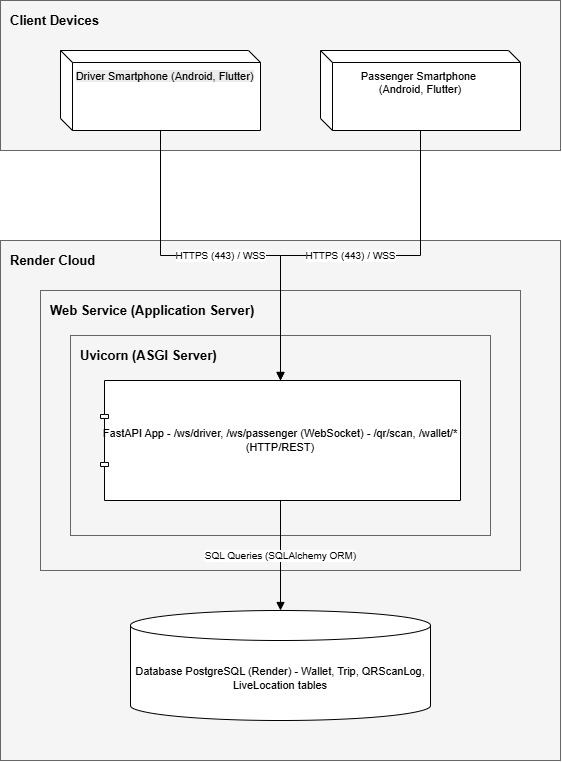 Client Devices
Driver Smartphone (Android, Flutter)
Passenger Smartphone
(Android, Flutter)
HTTPS (443) / WSS
HTTPS (443) / WSS
Render Cloud
Web Service (Application Server)
Uvicorn (ASGI Server)
FastAPI App - /ws/driver, /ws/passenger (WebSocket) - /qr/scan, /wallet/*
(HTTP/REST)
SQL Queries (SQLAlchemy ORM)
Database PostgreSQL (Render) - Wallet, Trip, QRScanLog,
LiveLocation tables